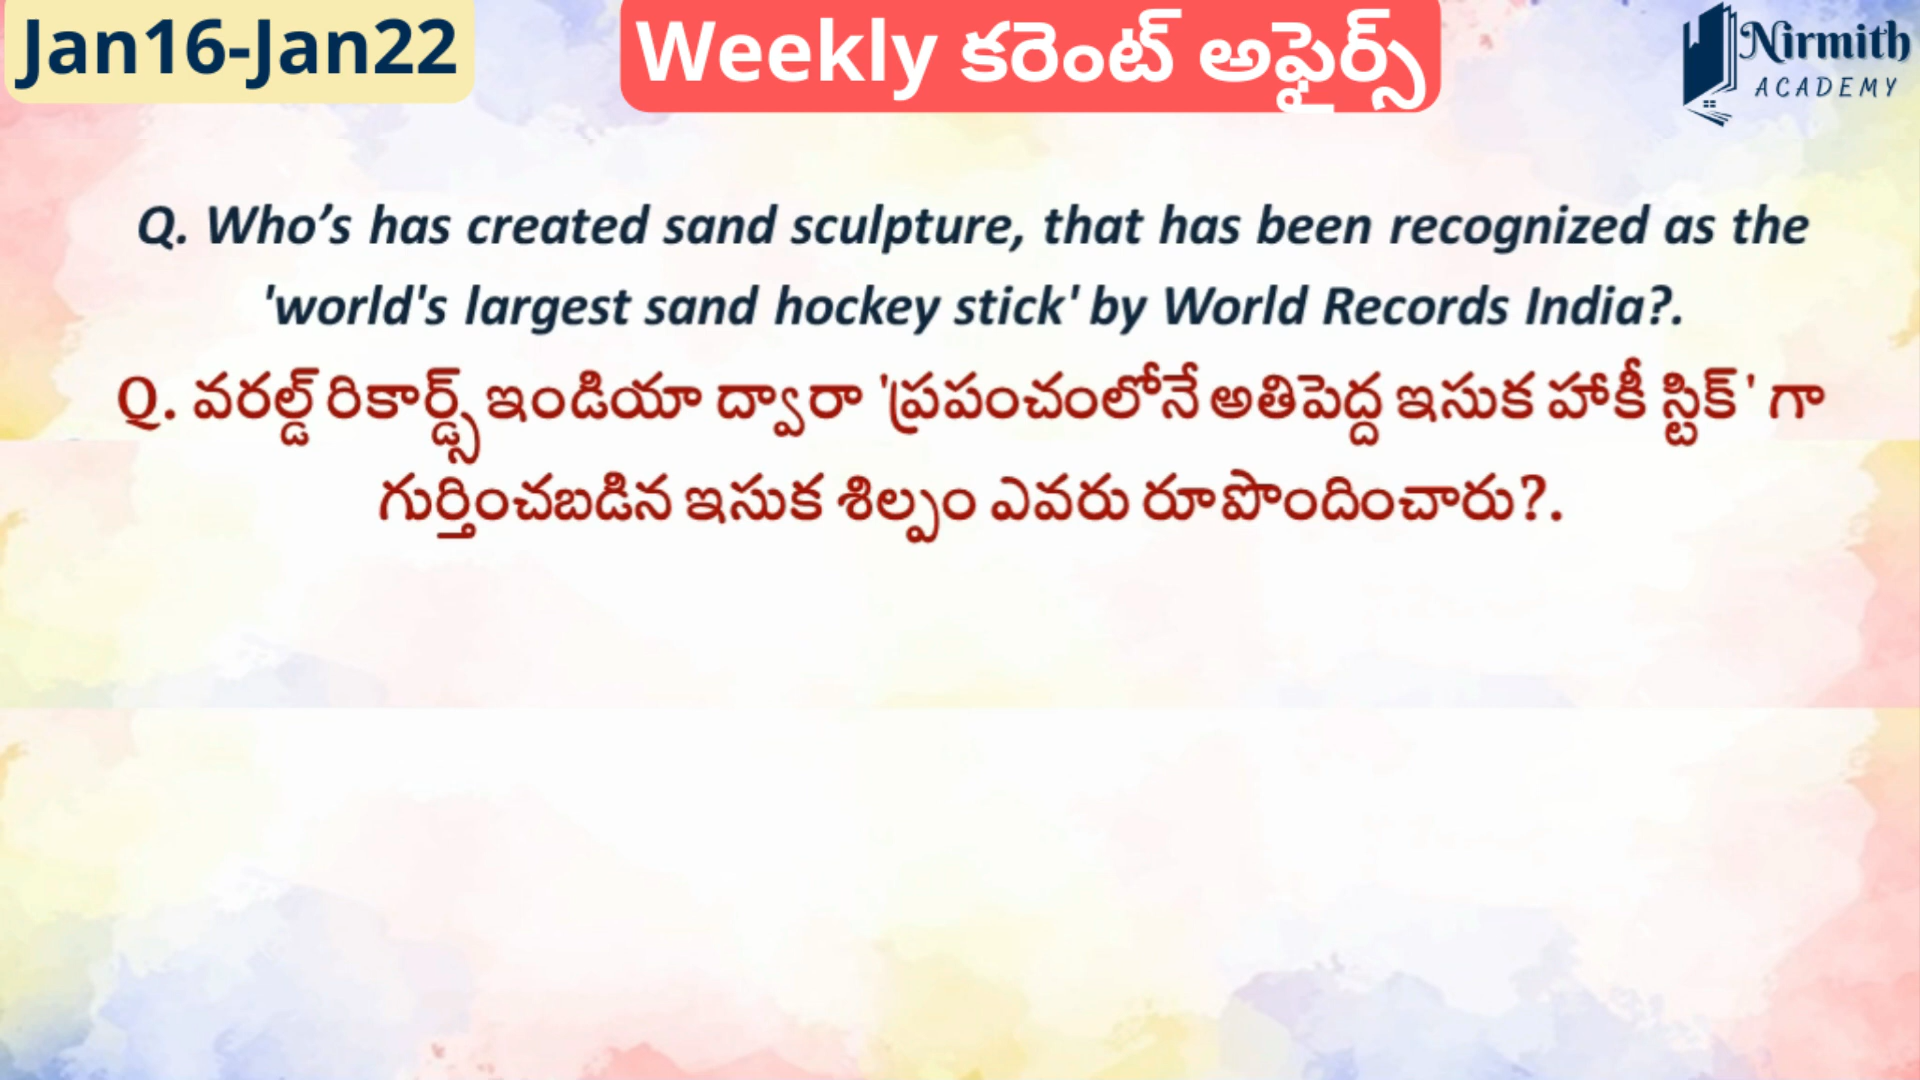 Jan16-Jan22
Weekly కరెంట్ అఫైర్స్
Nirmith
ACADEMY
Q. Who’s has created sand sculpture, that has been recognized as the
'world's largest sand hockey stick' by World Records India?.
Q. వరల్డ్ రికార్డ్స్ ఇండియా ద్వారా 'ప్రపంచంలోనే అతిపెద్ద ఇసుక హాకీ స్టిక్' గా
గుర్తించబడిన ఇసుక శిల్పం ఎవరు రూపొందించారు?.